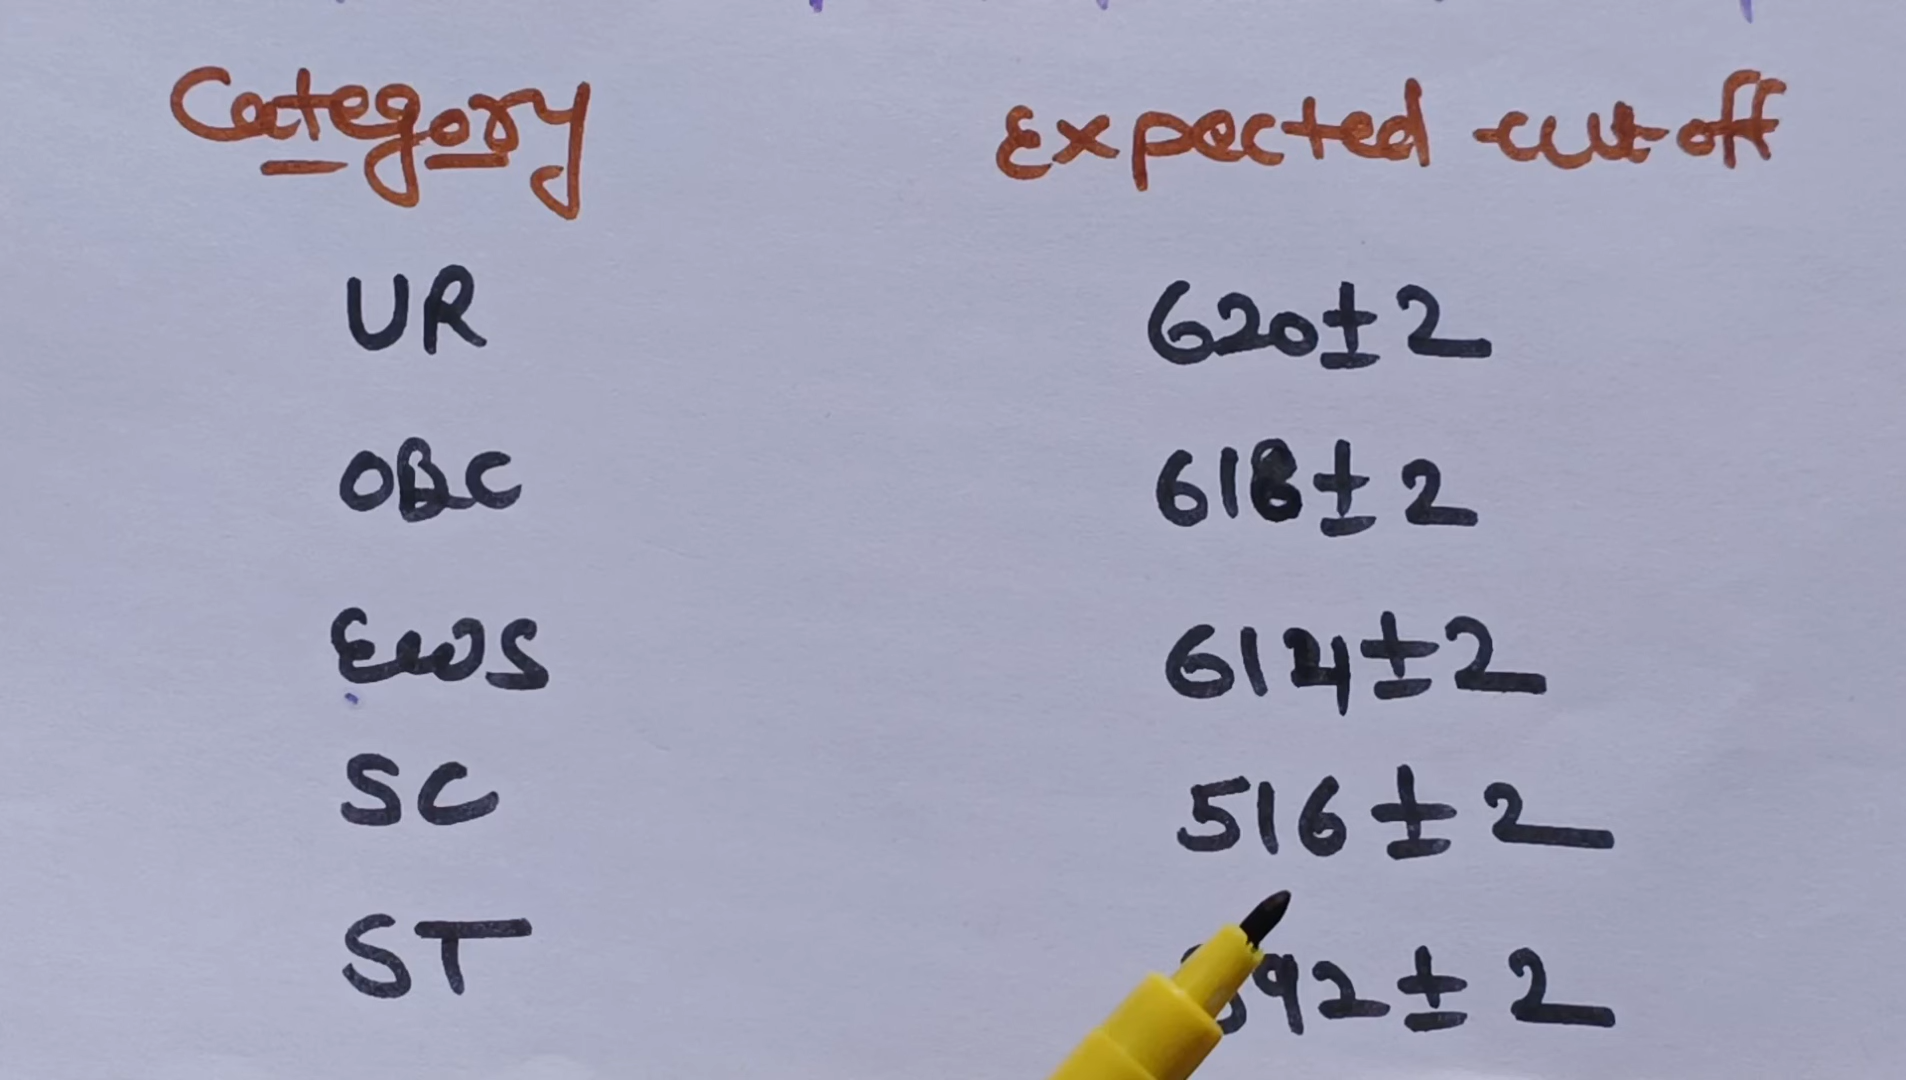 Category Expected cut off
UR 620±2
OBC 618±2
EWS 614±2
SC 516±2
ST ±2